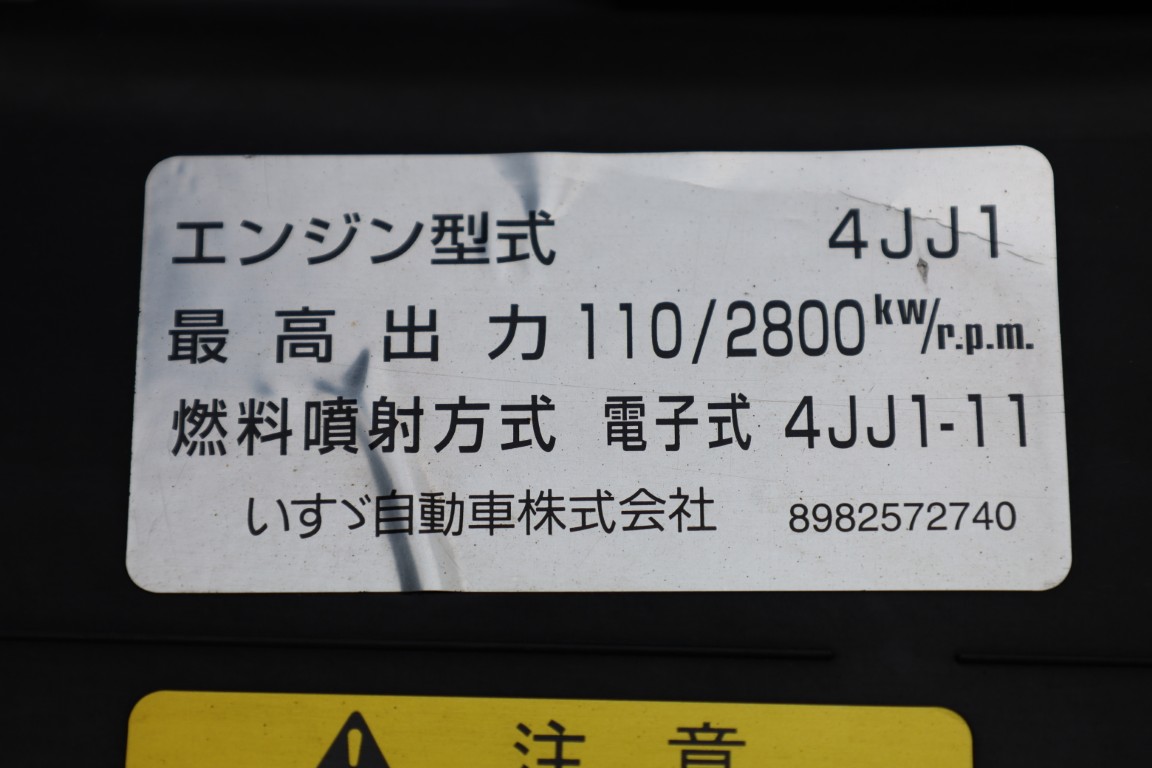 エンジン型式 4JJ1
最高出力 110/2800 kw/r.p.m.
燃料噴射方式 電子式 4JJ1-11
いすゞ自動車株式会社 8982572740
注意